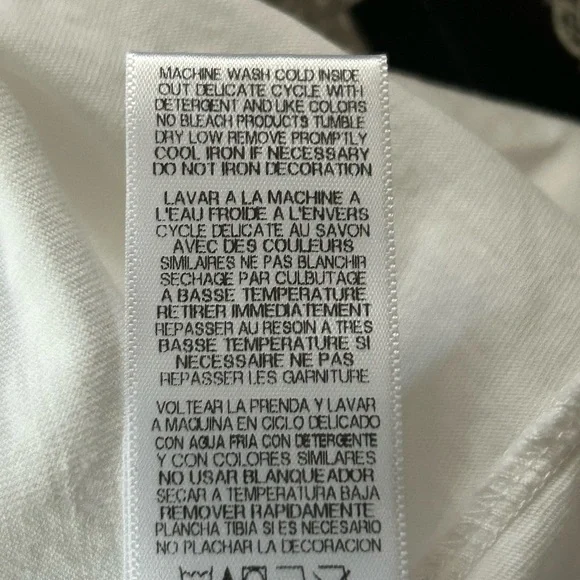 MACHINE WASH COLD INSIDE
OUT DELICATE CYCLE WITH
DETERGENT AND LIKE COLORS
NO BLEACH PRODUCTS TUMBLE
DRY LOW REMOVE PROMPTLY
COOL IRON IF NECESSARY
DO NOT IRON DECORATION
LAVAR A LA MACHINE A
L'EAU FROIDE A L'ENVERS
CYCLE DELICATE AU SAVON
AVEC DES COULEURS
SIMILAIRES NE PAS BLANCHIR
SECHAGE PAR CULBUTAGE
A BASSE TEMPERATURE
RETIRER IMMEDIATEMENT
REPASSER AU RESOIN A TRES
BASSE TEMPERATURE SI
NECESSAIRE NE PAS
REPASSER LES GARNITURE
VOLTEAR LA PRENDA Y LAVAR
A MAQUINA EN CICLO DELICADO
CON AGUA FRIA CON DETERGENTE
Y CON COLORES SIMILARES
NO USAR BLANQUEADOR
SECAR A TEMPERATURA BAJA
REMOVER RAPIDAMENTE
PLANCHA TIBIA SI ES NECESARIO
NO PLACHAR LA DECORACION